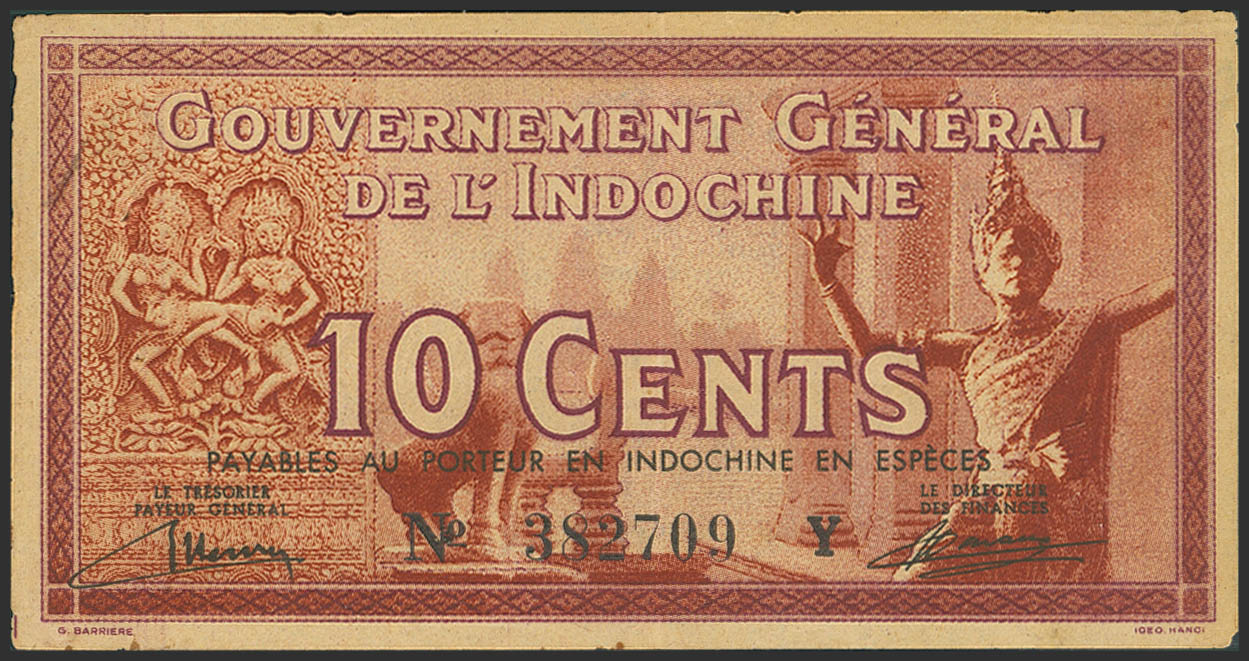 GOUVERNEMENT GÉNÉRAL
DE L'INDOCHINE
10 CENTS
PAYABLES AU PORTEUR EN INDOCHINE EN ESPÈCES
LE TRÉSORIER
PAYEUR GÉNÉRAL
LE DIRECTEUR
DES FINANCES
No 382709 Y
G. BARRIERE
IDEO. HANOI